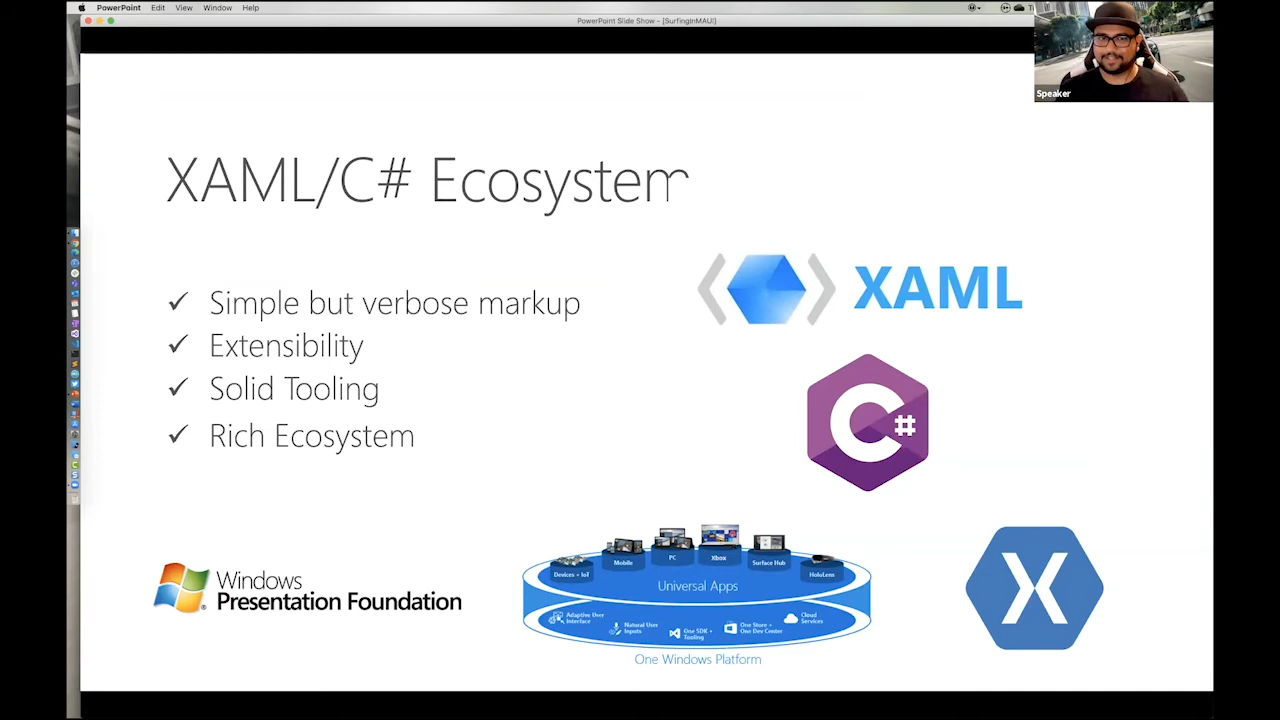 PowerPoint Edit View Window Help
PowerPoint Slide Show - [SurfingInMAUI]
Speaker
XAML/C# Ecosystem
✓ Simple but verbose markup
✓ Extensibility
✓ Solid Tooling
✓ Rich Ecosystem
XAML
C#
Windows
Presentation Foundation
Devices + IoT
Mobile
PC
Xbox
Surface Hub
HoloLens
Universal Apps
Adaptive User
Interface
Natural User
Inputs
One SDK +
Tooling
One Store +
One Dev Center
Cloud
Services
One Windows Platform
X